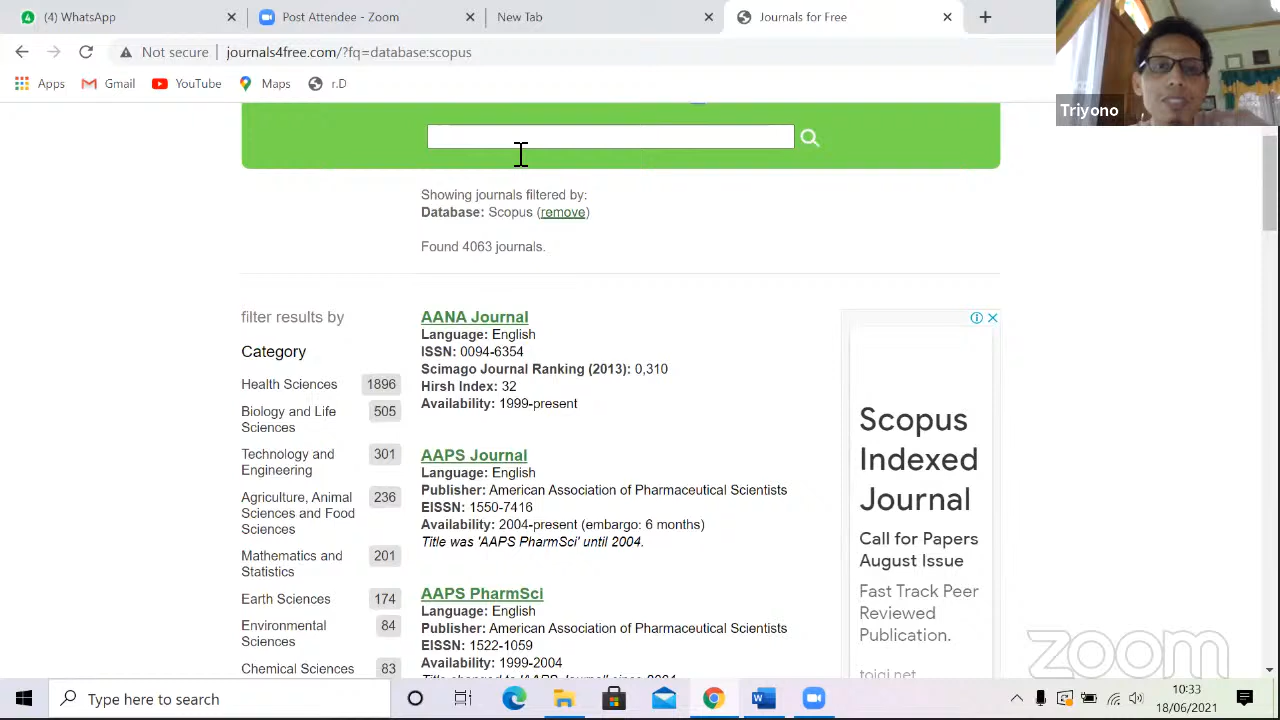 (4) WhatsApp
Post Attendee - Zoom
New Tab
Journals for Free
Not secure
journals4free.com/?fq=database:scopus
Apps
Gmail
YouTube
Maps
r.D
Triyono
Showing journals filtered by:
Database: Scopus (remove)
Found 4063 journals.
filter results by
Category
Health Sciences 1896
Biology and Life 505
Sciences
Technology and 301
Engineering
Agriculture, Animal 236
Sciences and Food
Sciences
Mathematics and 201
Statistics
Earth Sciences 174
Environmental 84
Sciences
Chemical Sciences 83
AANA Journal
Language: English
ISSN: 0094-6354
Scimago Journal Ranking (2013): 0,310
Hirsh Index: 32
Availability: 1999-present
AAPS Journal
Language: English
Publisher: American Association of Pharmaceutical Scientists
EISSN: 1550-7416
Availability: 2004-present (embargo: 6 months)
Title was 'AAPS PharmSci' until 2004.
AAPS PharmSci
Language: English
Publisher: American Association of Pharmaceutical Scientists
EISSN: 1522-1059
Availability: 1999-2004
Scopus
Indexed
Journal
Call for Papers
August Issue
Fast Track Peer
Reviewed
Publication.
zoom
Type here to search
10:33
18/06/2021